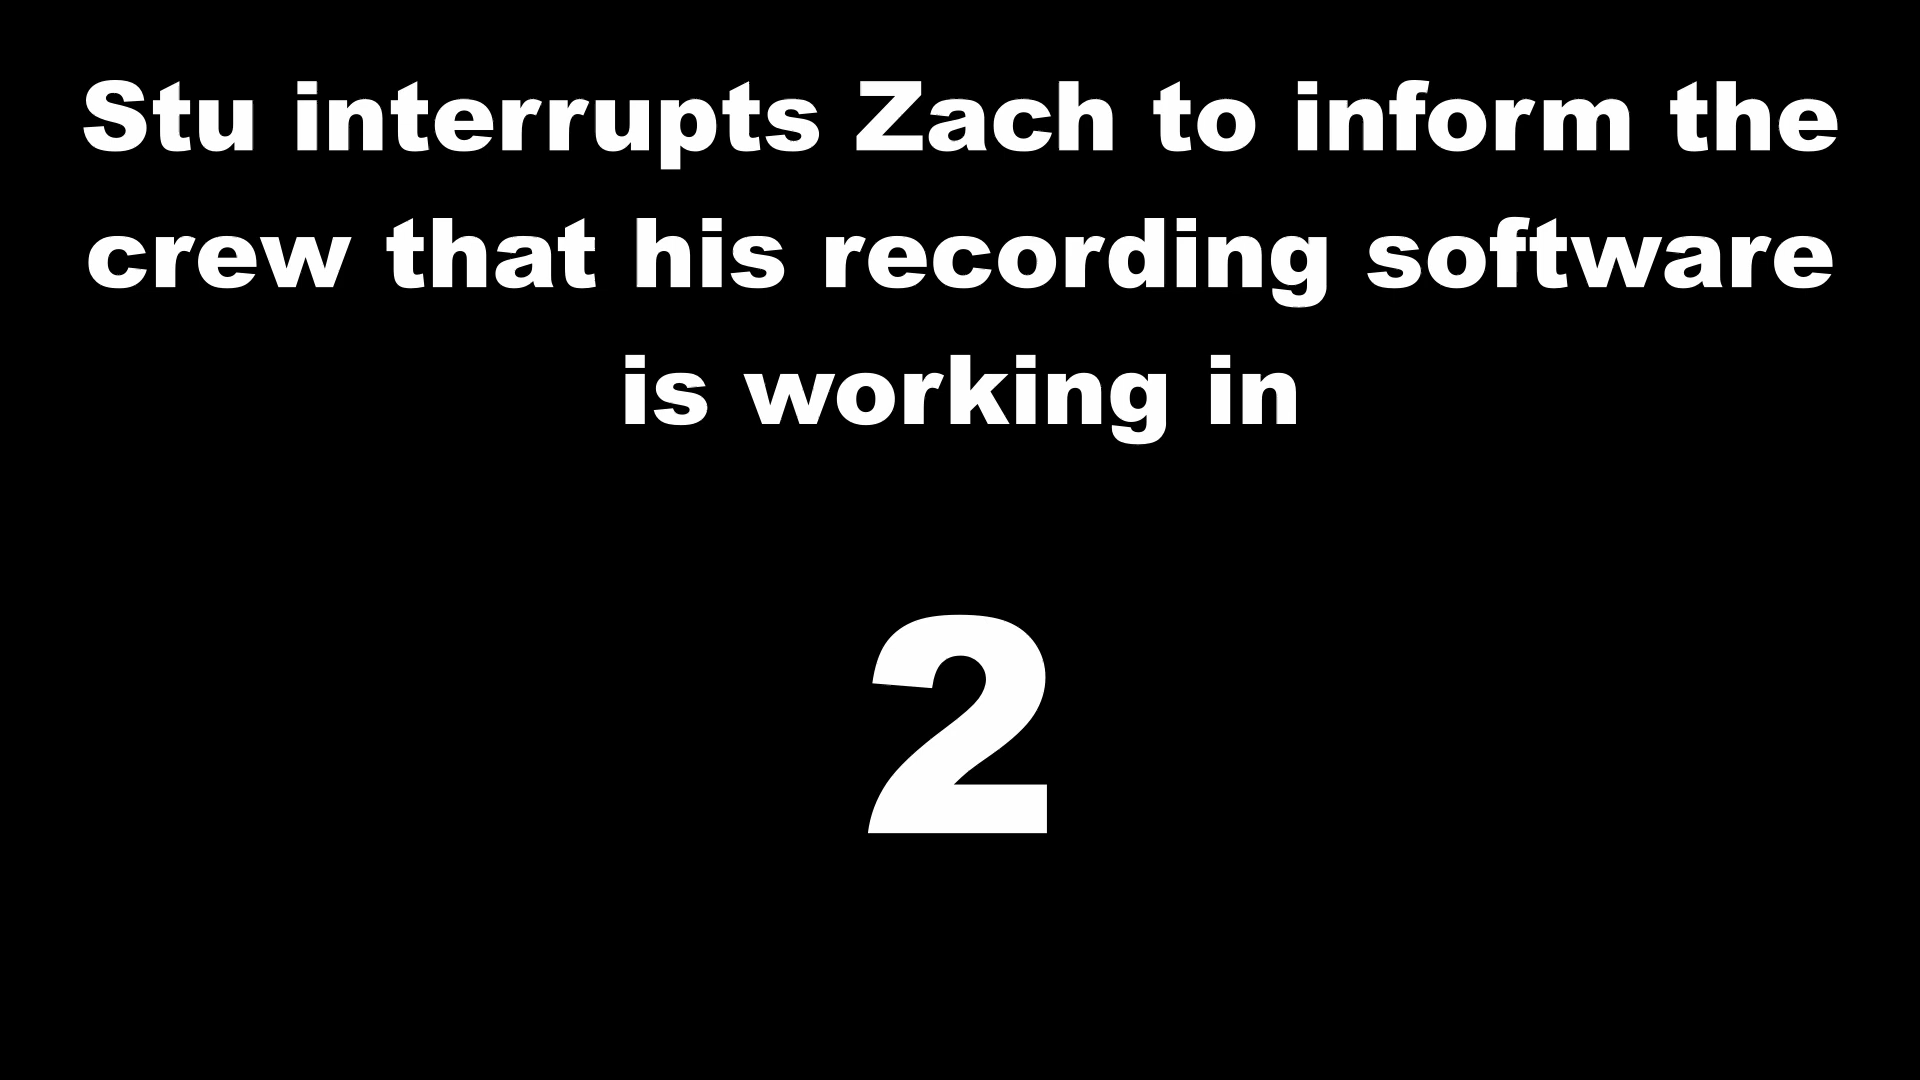 Stu interrupts Zach to inform the
crew that his recording software
is working in
2